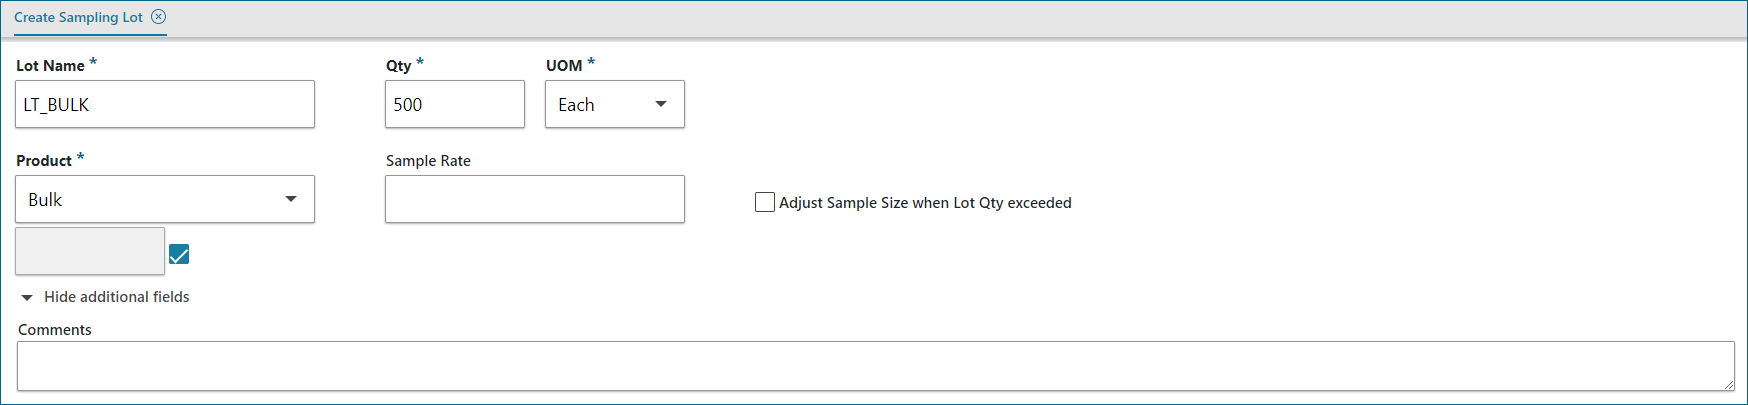 Create Sampling Lot
Lot Name * Qty * UOM *
LT_BULK 500 Each
Product * Sample Rate
Bulk
Adjust Sample Size when Lot Qty exceeded
Hide additional fields
Comments